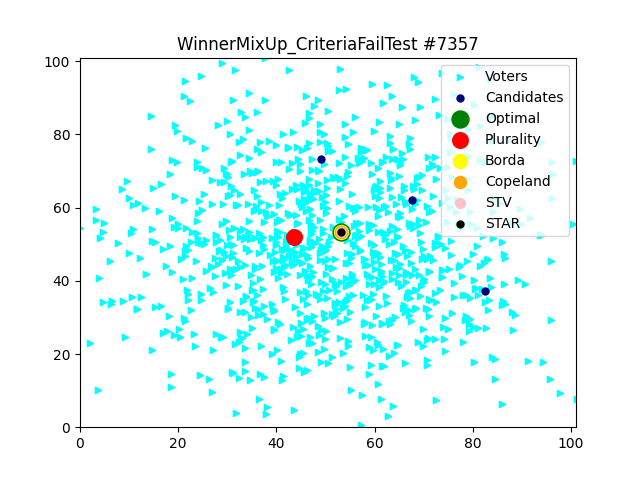 WinnerMixUp_CriteriaFailTest #7357
100
80
60
40
20
0
0
20
40
60
80
100
Voters
Candidates
Optimal
Plurality
Borda
Copeland
STV
STAR